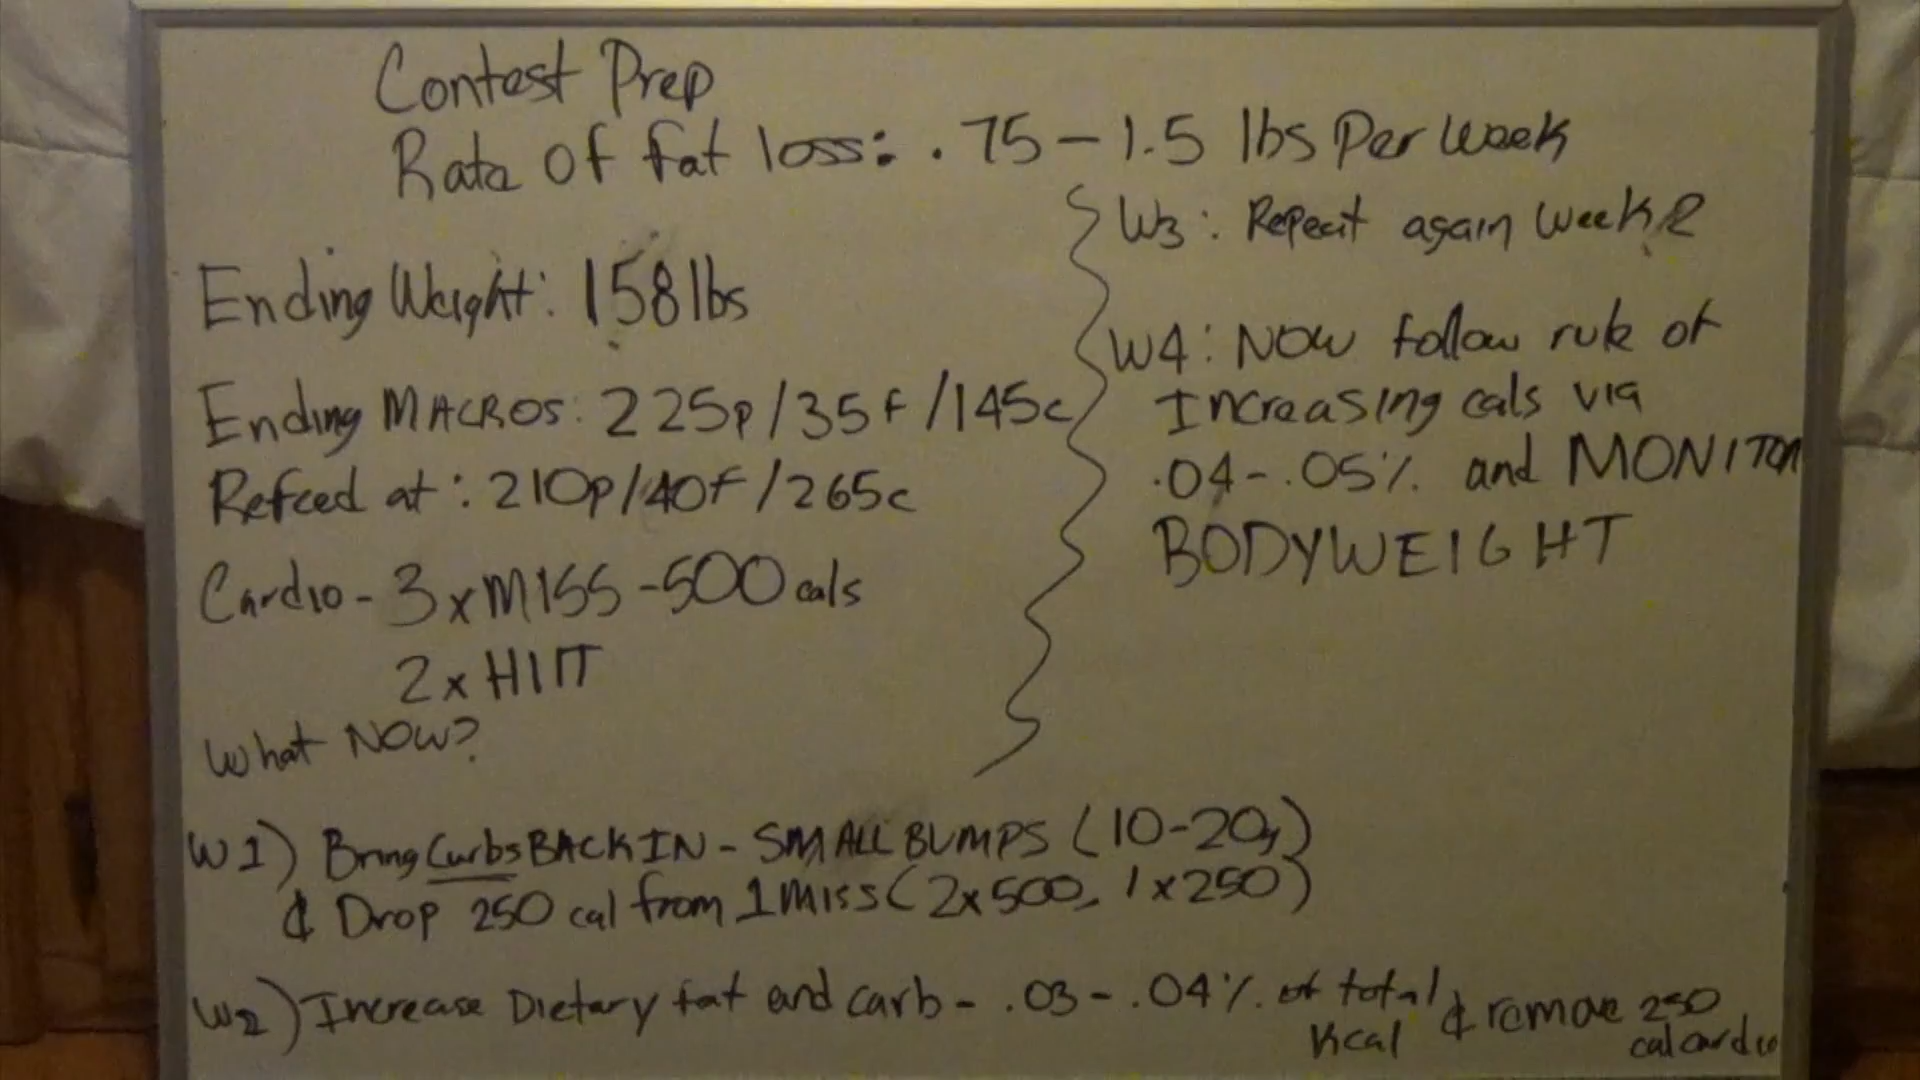 Contest Prep
Rate of fat loss: .75 - 1.5 lbs Per Week
Ending Weight: 158 lbs
Ending MACROS: 225p/35f/145c
Refeed at: 210p/40f/265c
Cardio - 3xMISS - 500 cals
2xHIIT
What NOW?
W1) Bring Carbs BACK IN - SMALL BUMPS (10-20g)
& Drop 250 cal from 1 Miss (2x500, 1x250)
W2) Increase Dietary fat and carb - .03 - .04% of total & remove 250
Kcal cal cardio
W3: Repeat again Week 2
W4: NOW follow rule of
Increasing cals via
.04 - .05% and MONITOR
BODYWEIGHT